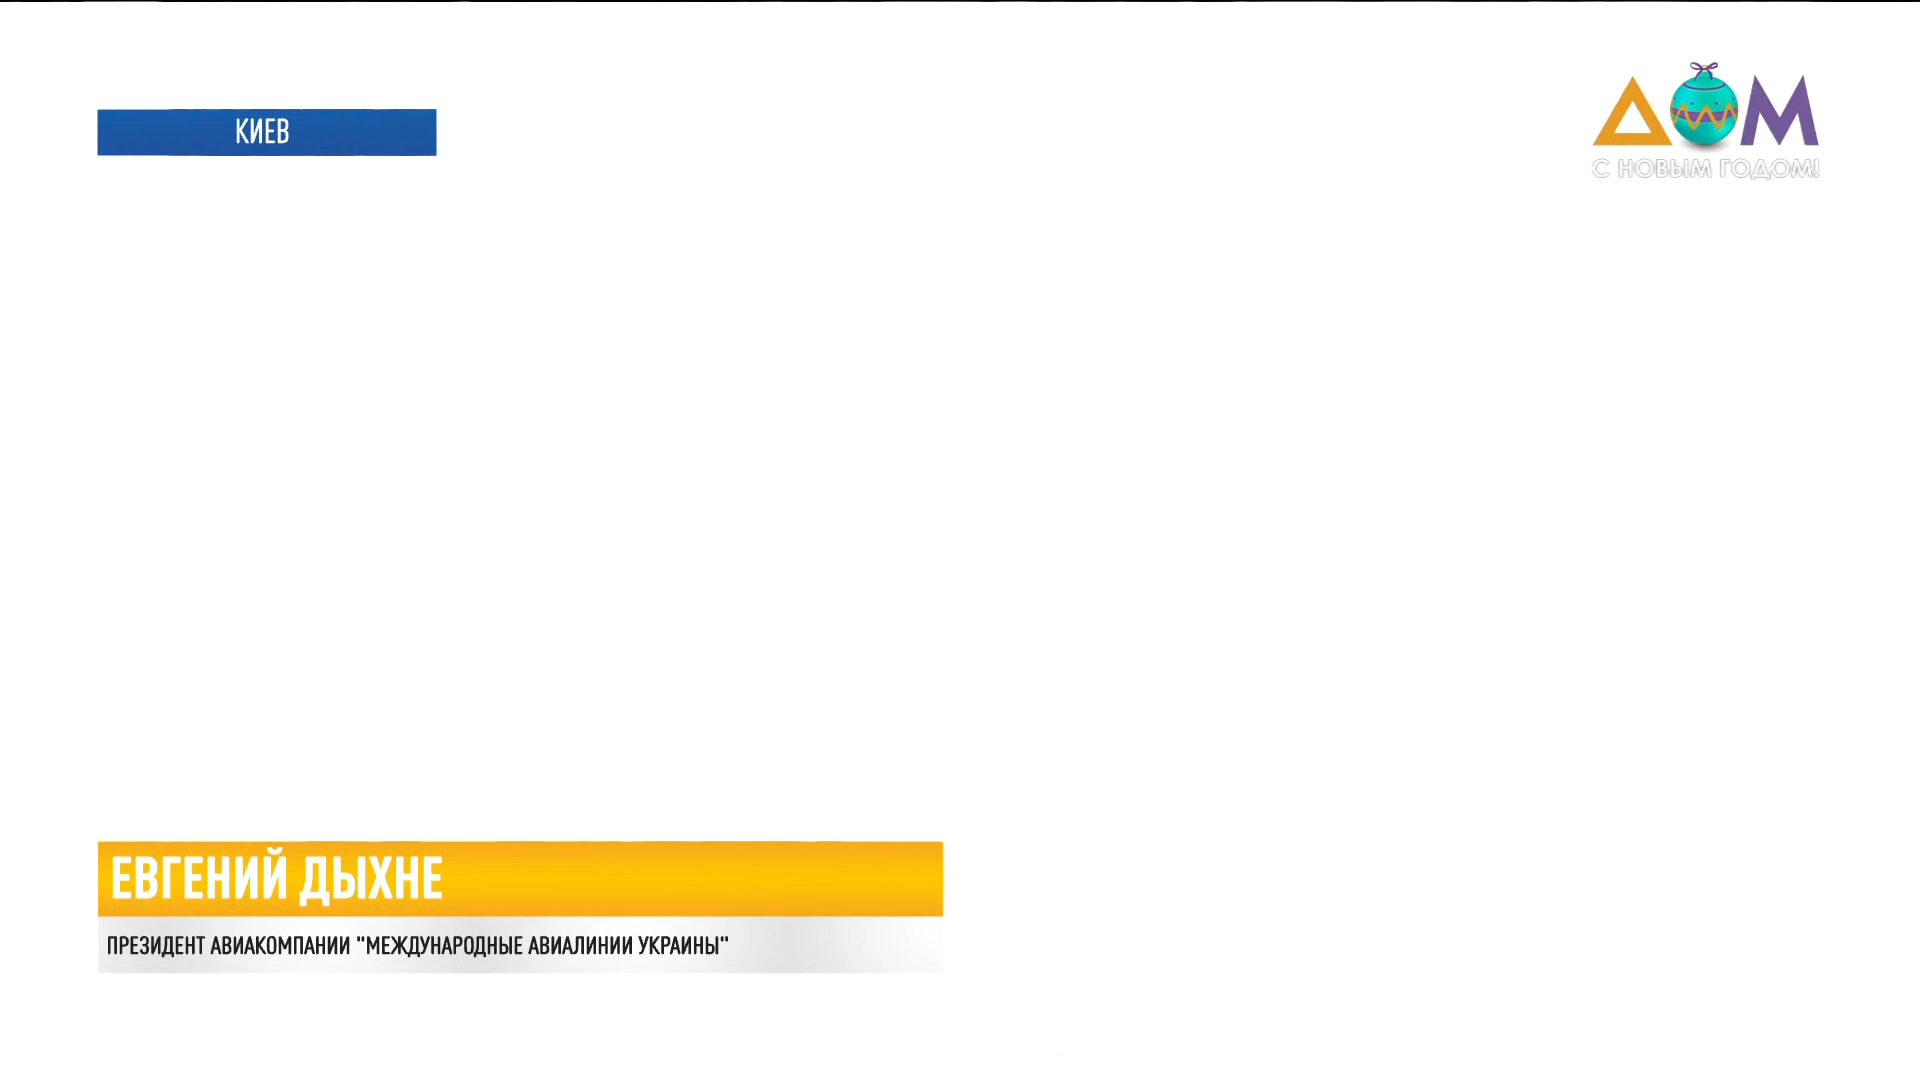 КИЕВ
ДОМ
С НОВЫМ ГОДОМ!
ЕВГЕНИЙ ДЫХНЕ
ПРЕЗИДЕНТ АВИАКОМПАНИИ "МЕЖДУНАРОДНЫЕ АВИАЛИНИИ УКРАИНЫ"